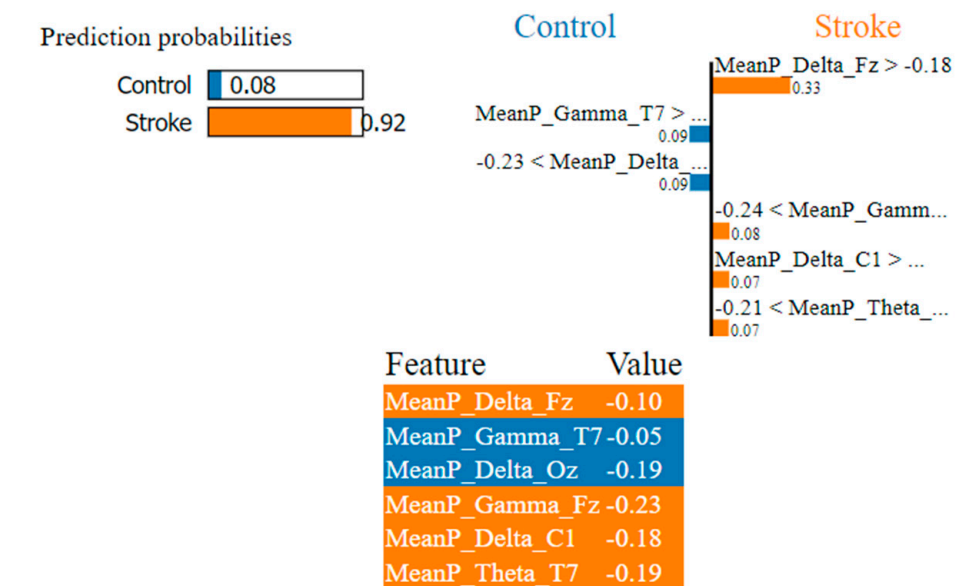 Prediction probabilities
Control 0.08
Stroke 0.92
Control Stroke
MeanP_Delta_Fz > -0.18
0.33
MeanP_Gamma_T7 > ...
0.09
-0.23 < MeanP_Delta_...
0.09
-0.24 < MeanP_Gamm...
0.08
MeanP_Delta_C1 > ...
0.07
-0.21 < MeanP_Theta_...
0.07
Feature Value
MeanP_Delta_Fz -0.10
MeanP_Gamma_T7 -0.05
MeanP_Delta_Oz -0.19
MeanP_Gamma_Fz -0.23
MeanP_Delta_C1 -0.18
MeanP_Theta_T7 -0.19